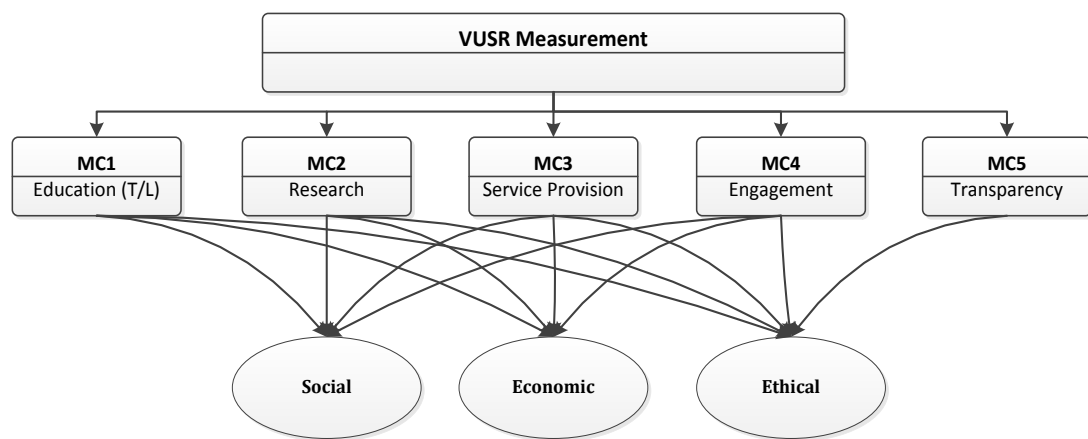 VUSR Measurement
MC1
Education (T/L)
MC2
Research
MC3
Service Provision
MC4
Engagement
MC5
Transparency
Social
Economic
Ethical